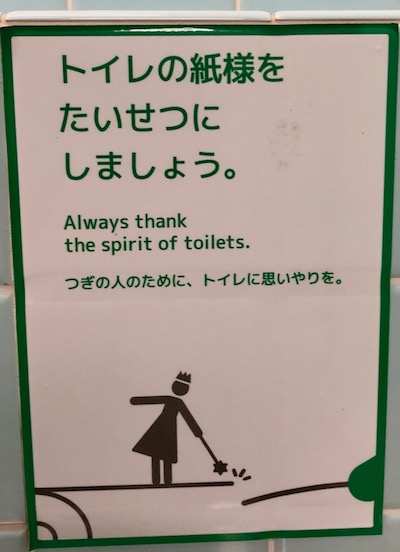 トイレの紙様を
たいせつに
しましょう。
Always thank
the spirit of toilets.
つぎの人のために、トイレに思いやりを。